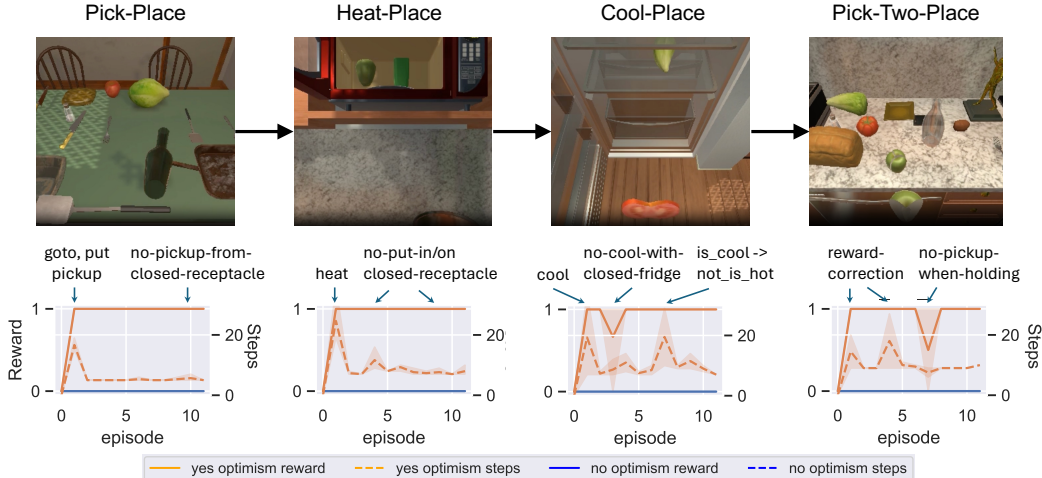 Pick-Place
Heat-Place
Cool-Place
Pick-Two-Place
goto, put
pickup
no-pickup-from-
closed-receptacle
heat
no-put-in/on
closed-receptacle
cool
no-cool-with-
closed-fridge
is_cool ->
not_is_hot
reward-
correction
no-pickup-
when-holding
Reward
1
0
20
0
Steps
0 5 10
episode
1
0
20
0
0 5 10
episode
1
0
20
0
0 5 10
episode
1
0
20
0
Steps
0 5 10
episode
yes optimism reward
yes optimism steps
no optimism reward
no optimism steps